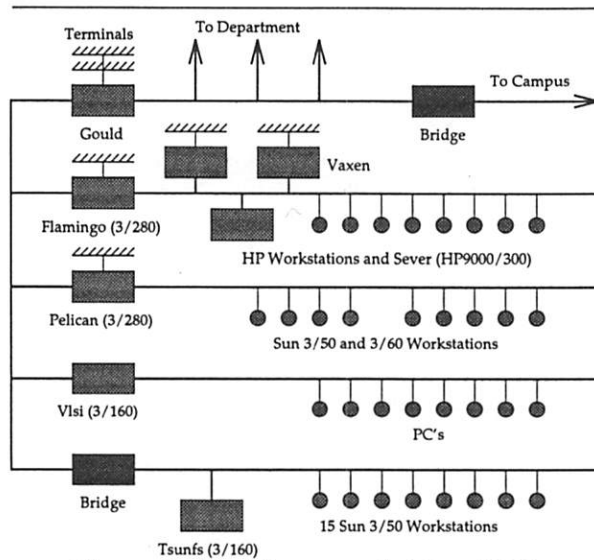 Terminals
To Department
To Campus
Gould
Bridge
Vaxen
Flamingo (3/280)
HP Workstations and Sever (HP9000/300)
Pelican (3/280)
Sun 3/50 and 3/60 Workstations
Vlsi (3/160)
PC's
Bridge
15 Sun 3/50 Workstations
Tsunfs (3/160)